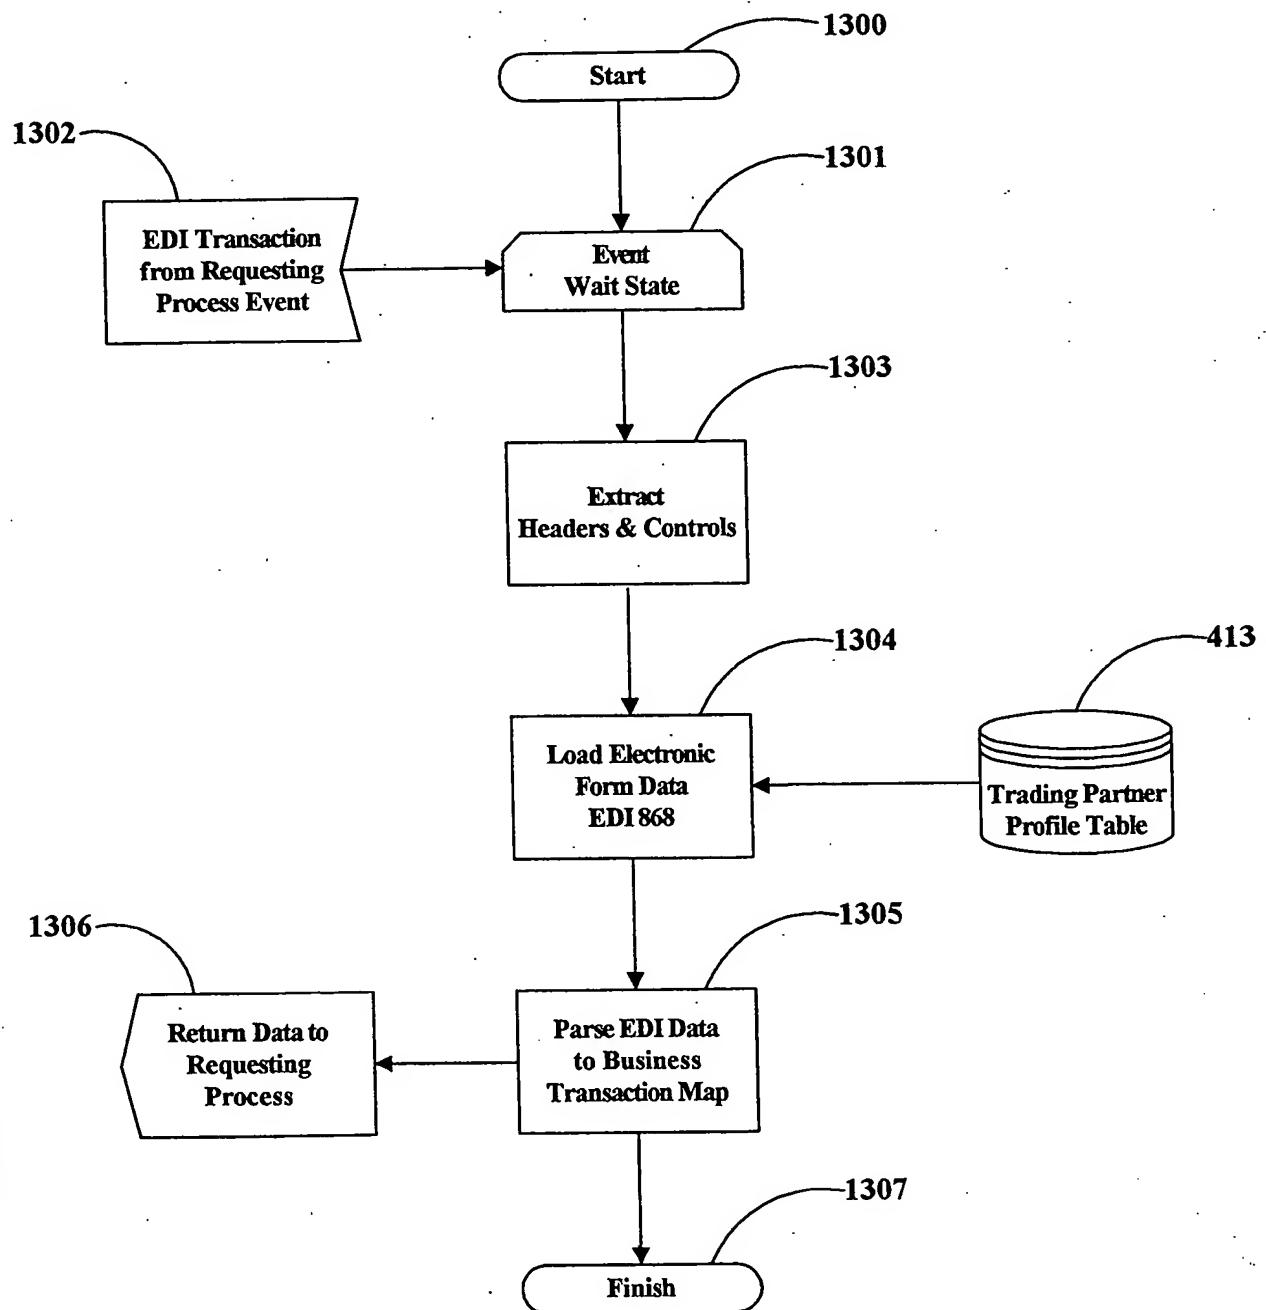 1300
Start
1302
1301
EDI Transaction
from Requesting
Process Event
Event
Wait State
1303
Extract
Headers & Controls
1304
413
Load Electronic
Form Data
EDI 868
Trading Partner
Profile Table
1306
1305
Return Data to
Requesting
Process
Parse EDI Data
to Business
Transaction Map
1307
Finish